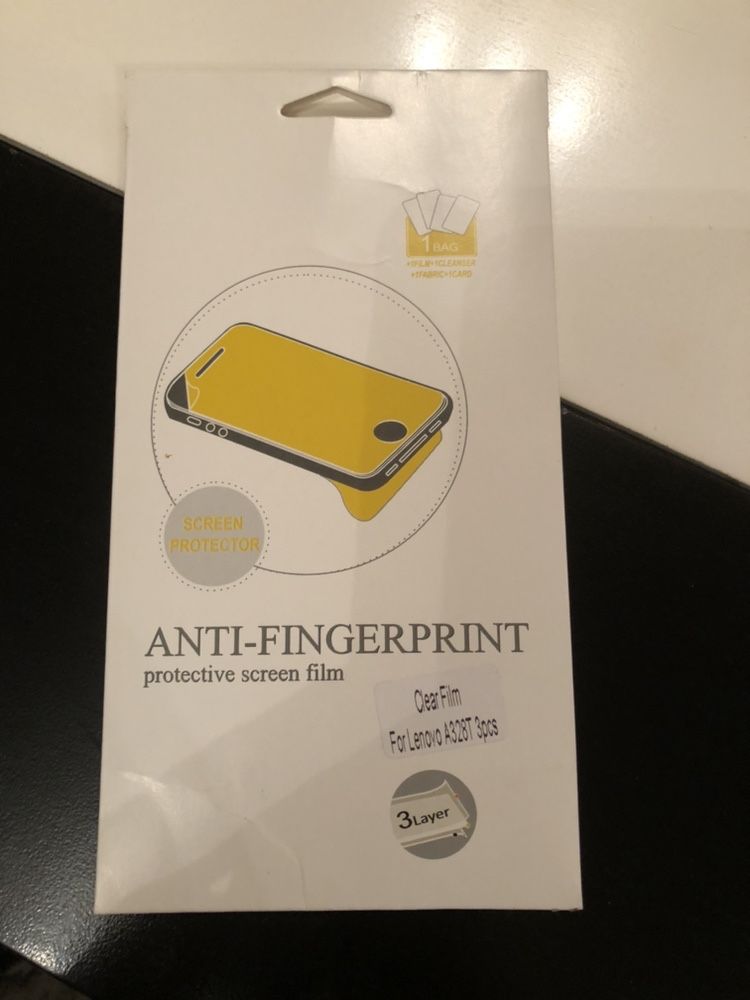 1 BAG
+1FILM+1CLEANSER
+1FABRIC+1CARD
SCREEN
PROTECTOR
ANTI-FINGERPRINT
protective screen film
Clear Film
For Lenovo A328T 3pcs
3Layer